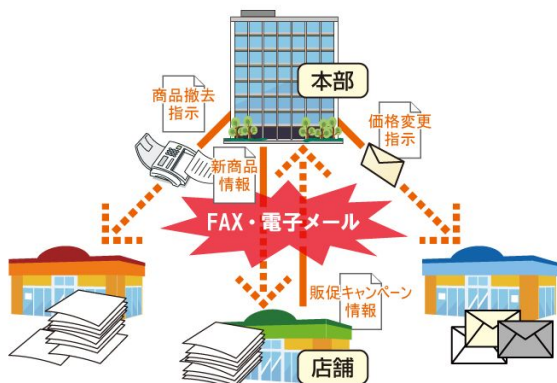 本部
商品撤去
指示
価格変更
指示
新商品
情報
FAX・電子メール
販促キャンペーン
情報
店舗